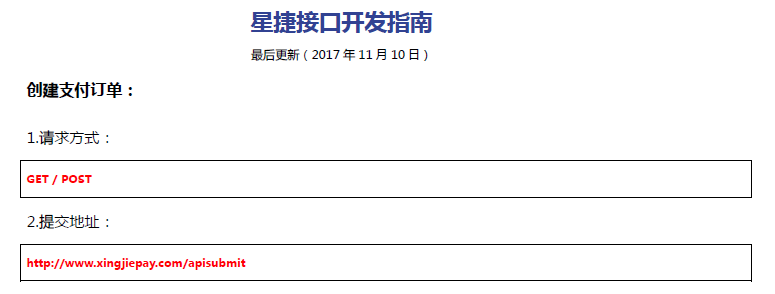 星捷接口开发指南
最后更新（2017 年 11 月 10 日）
创建支付订单：
1.请求方式：
GET / POST
2.提交地址：
http://www.xingjiepay.com/apisubmit